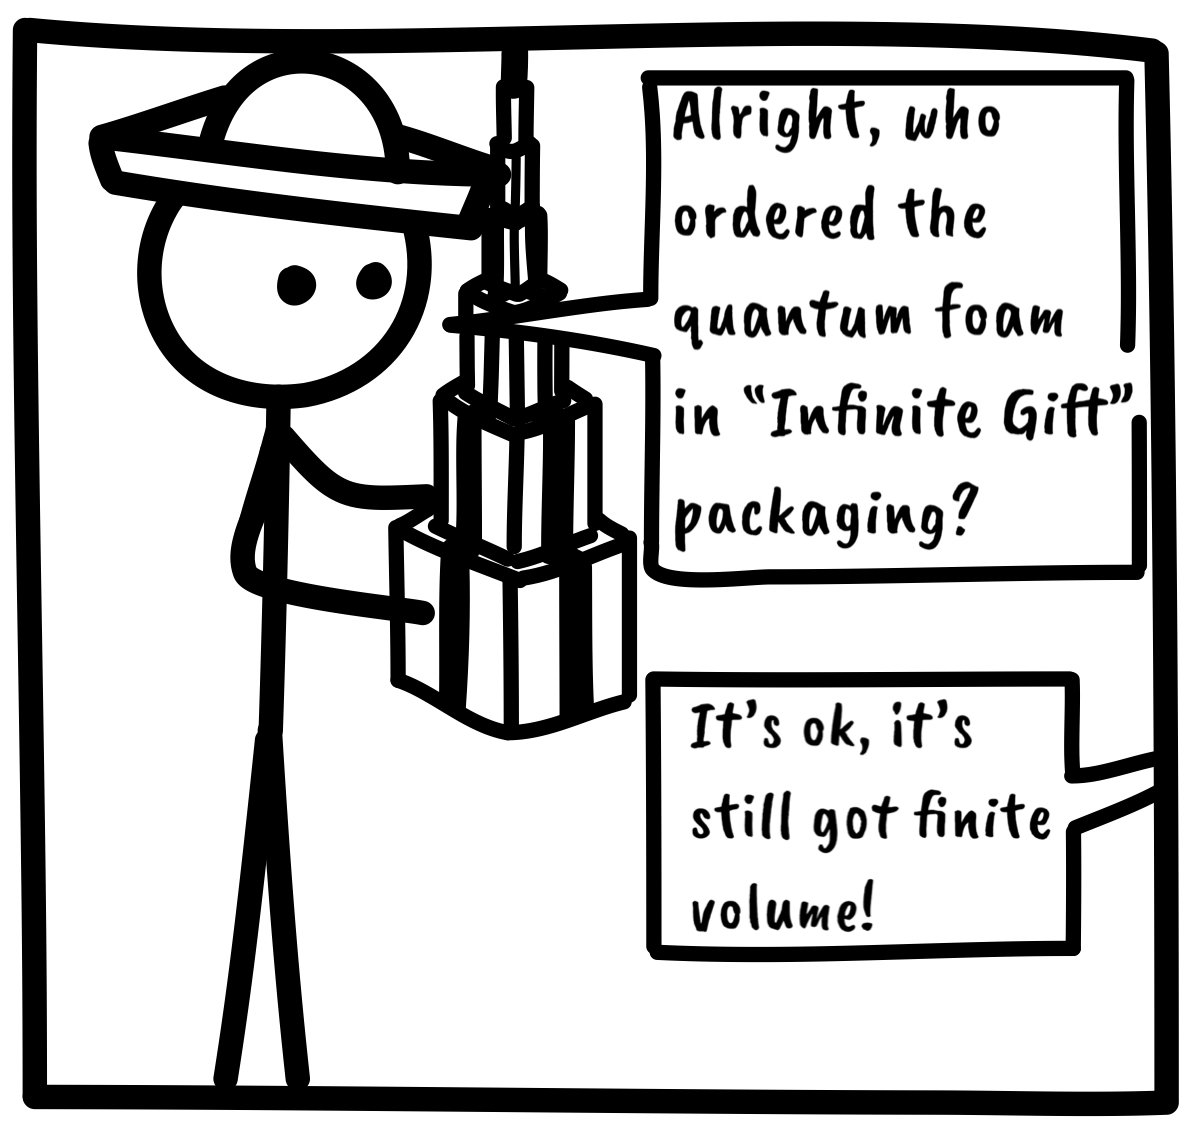 Alright, who
ordered the
quantum foam
in “Infinite Gift”
packaging?
It’s ok, it’s
still got finite
volume!